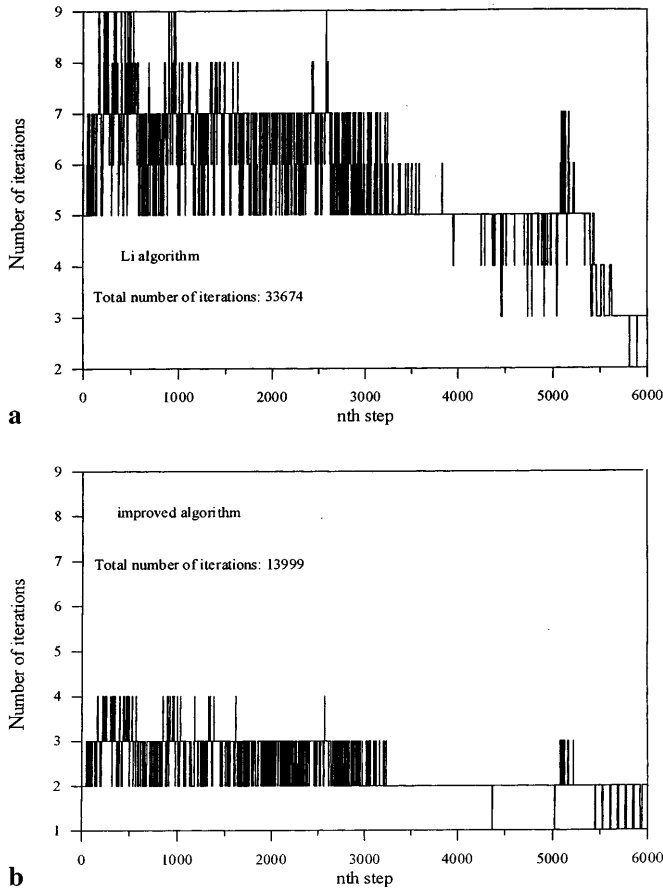 9
8
7
6
5
4
3
2
Number of iterations
Li algorithm
Total number of iterations: 33674
0 1000 2000 3000 4000 5000 6000
nth step
a
9
8
7
6
5
4
3
2
1
Number of iterations
improved algorithm
Total number of iterations: 13999
0 1000 2000 3000 4000 5000 6000
nth step
b